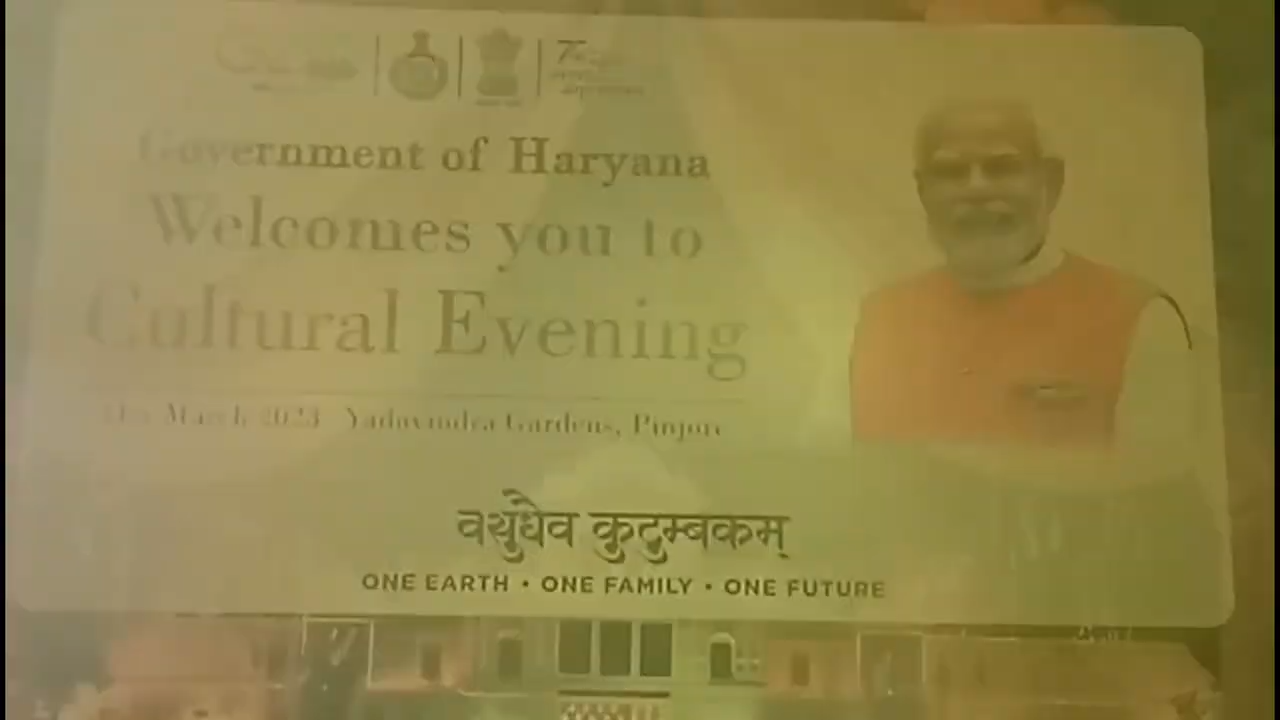 Government of Haryana
Welcomes you to
Cultural Evening
March 2023 Yadavindra Gardens, Pinjore
वसुधैव कुटुम्बकम्
ONE EARTH • ONE FAMILY • ONE FUTURE